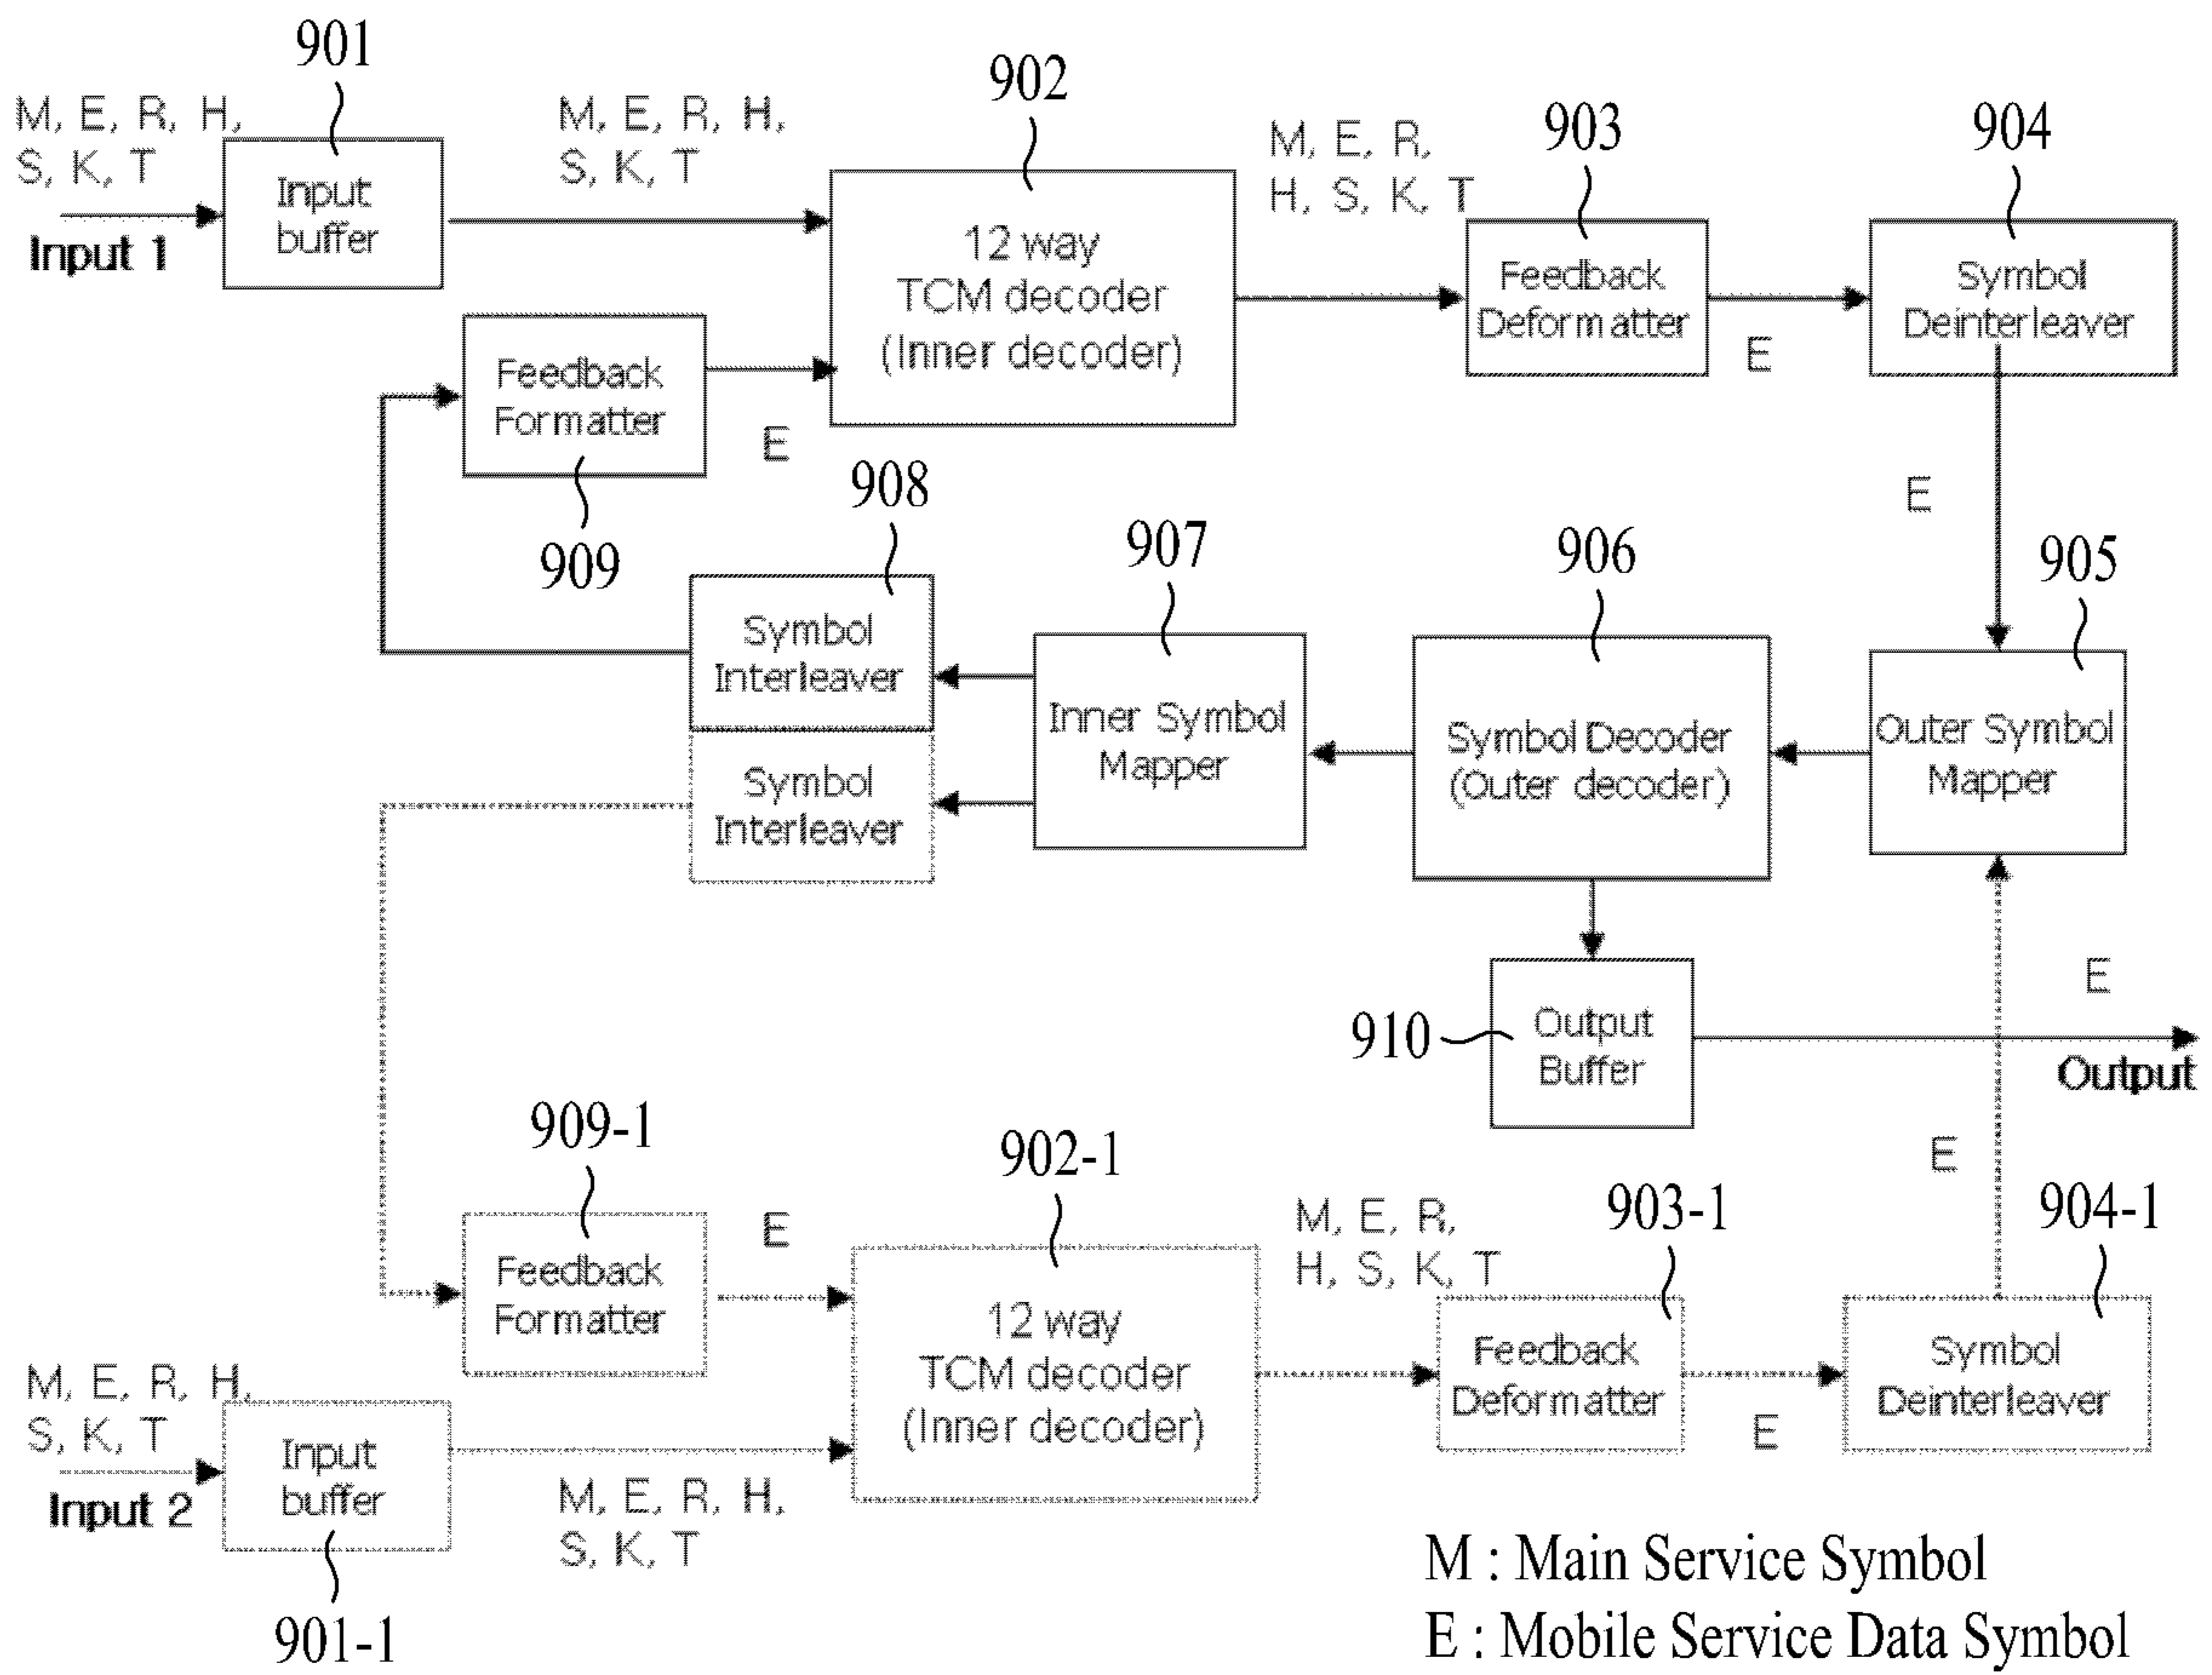 901
902
903
904
M, E, R, H,
S, K, T
M, E, R, H,
S, K, T
M, E, R,
H, S, K, T
Input 1
Input
buffer
12 way
TCM decoder
(Inner decoder)
Feedback
Deformatter
E
Symbol
Deinterleaver
Feedback
Formatter
E
909
E
908
907
906
905
Symbol
Interleaver
Symbol
Interleaver
Inner Symbol
Mapper
Symbol Decoder
(Outer decoder)
Outer Symbol
Mapper
910
Output
Buffer
E
Output
909-1
902-1
903-1
904-1
E
E
Feedback
Formatter
12 way
TCM decoder
(Inner decoder)
M, E, R,
H, S, K, T
Feedback
Deformatter
E
Symbol
Deinterleaver
M, E, R, H,
S, K, T
Input 2
Input
buffer
M, E, R, H,
S, K, T
901-1
M : Main Service Symbol
E : Mobile Service Data Symbol